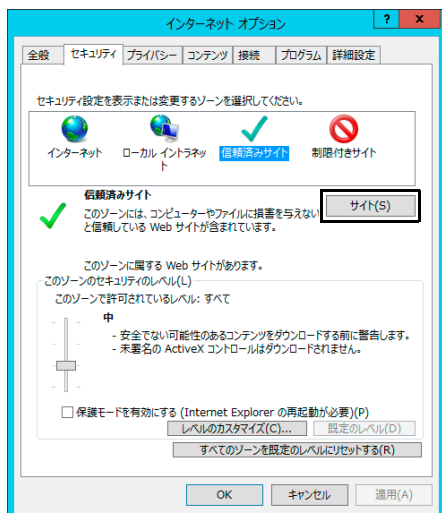 インターネット オプション
? x
全般 セキュリティ プライバシー コンテンツ 接続 プログラム 詳細設定
セキュリティ設定を表示または変更するゾーンを選択してください。
インターネット ローカル イントラネッ
ト 信頼済みサイト 制限付きサイト
信頼済みサイト
サイト(S)
このゾーンには、コンピューターやファイルに損害を与えない
と信頼している Web サイトが含まれています。
このゾーンに属する Web サイトがあります。
このゾーンのセキュリティのレベル(L)
このゾーンで許可されているレベル: すべて
中
- 安全でない可能性のあるコンテンツをダウンロードする前に警告します。
- 未署名の ActiveX コントロールはダウンロードされません。
保護モードを有効にする (Internet Explorer の再起動が必要)(P)
レベルのカスタマイズ(C)... 既定のレベル(D)
すべてのゾーンを既定のレベルにリセットする(R)
OK キャンセル 適用(A)